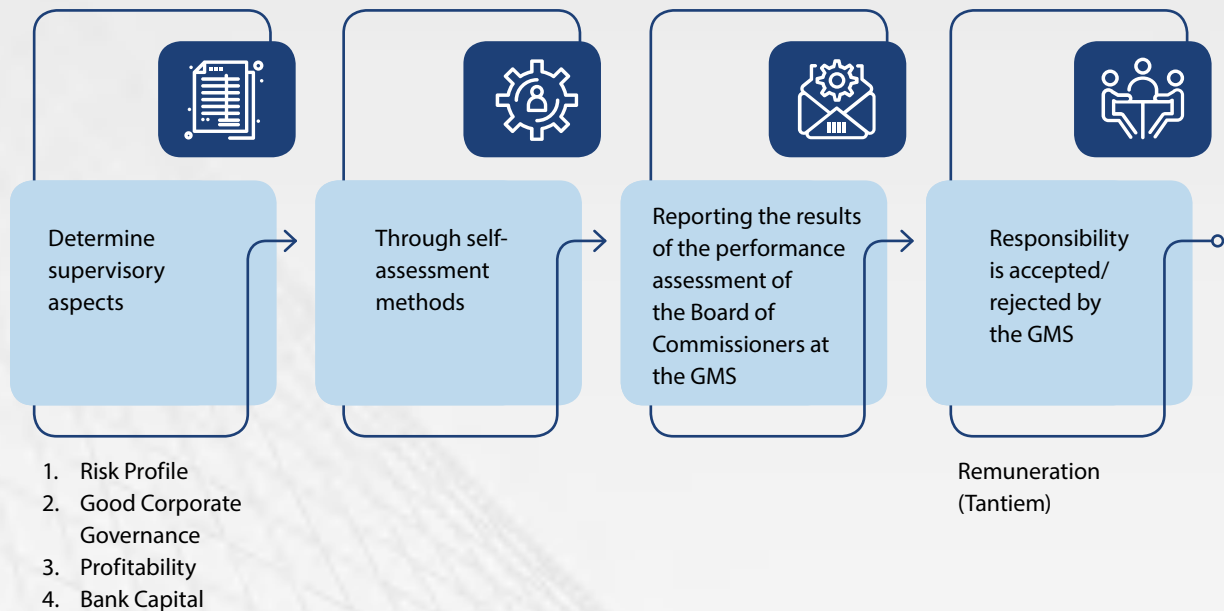 Determine
supervisory
aspects
Through self-
assessment
methods
Reporting the results
of the performance
assessment of
the Board of
Commissioners at
the GMS
Responsibility
is accepted/
rejected by
the GMS
1. Risk Profile
2. Good Corporate
Governance
3. Profitability
4. Bank Capital
Remuneration
(Tantiem)